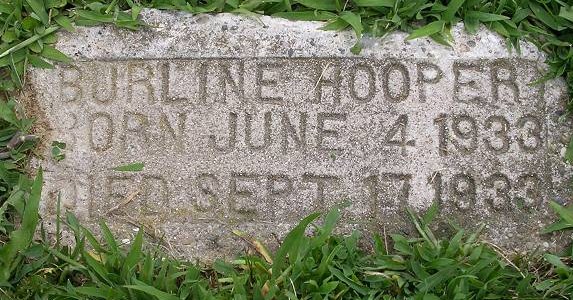 BURLINE HOOPER
BORN JUNE 4 1933
DIED SEPT. 17 1933